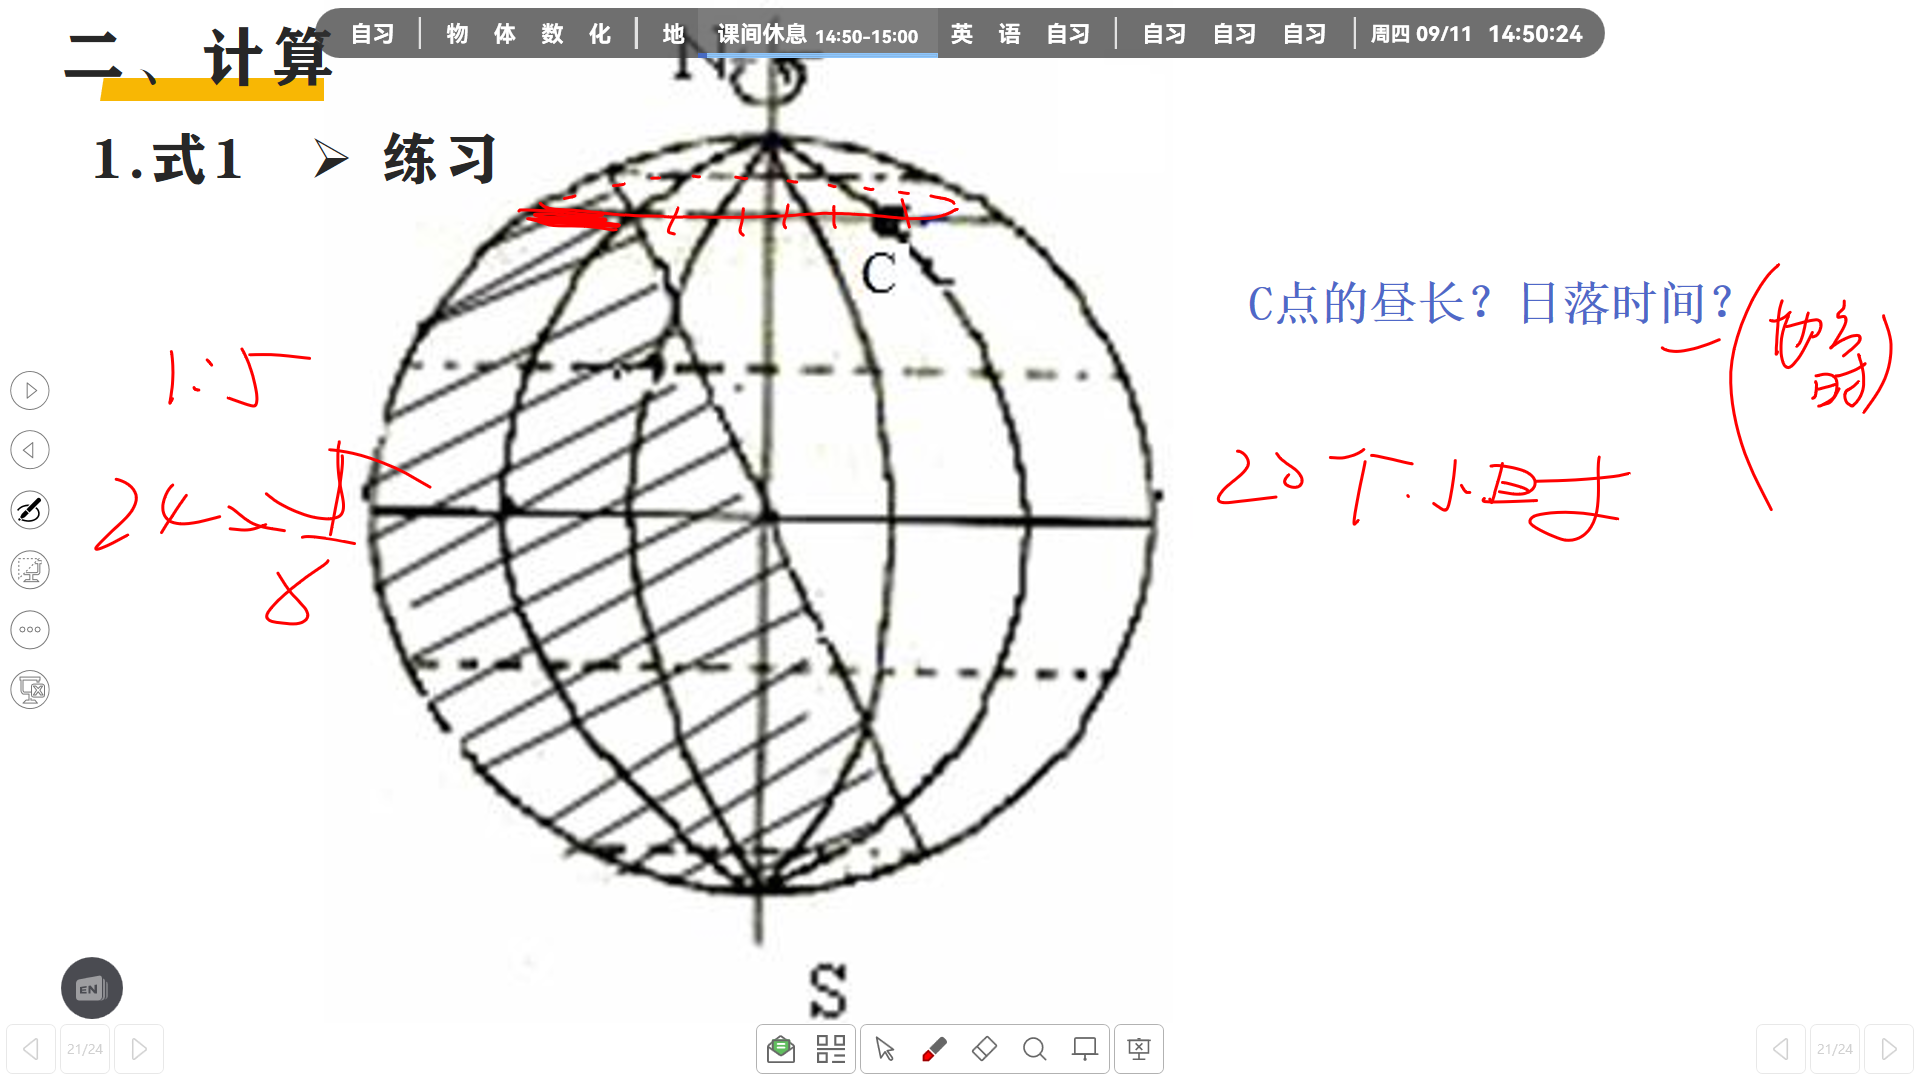 自习 | 物 体 数 化 | 地 课间休息 14:50-15:00 英 语 自习 | 自习 自习 自习 | 周四 09/11 14:50:24
二、计算
N
1.式1 ➢ 练习
C
C点的昼长？日落时间？
(地方时)
1:5
24
8
20个小时
S
EN
21/24
21/24